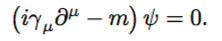 (iγ_μ∂^μ − m) ψ = 0.